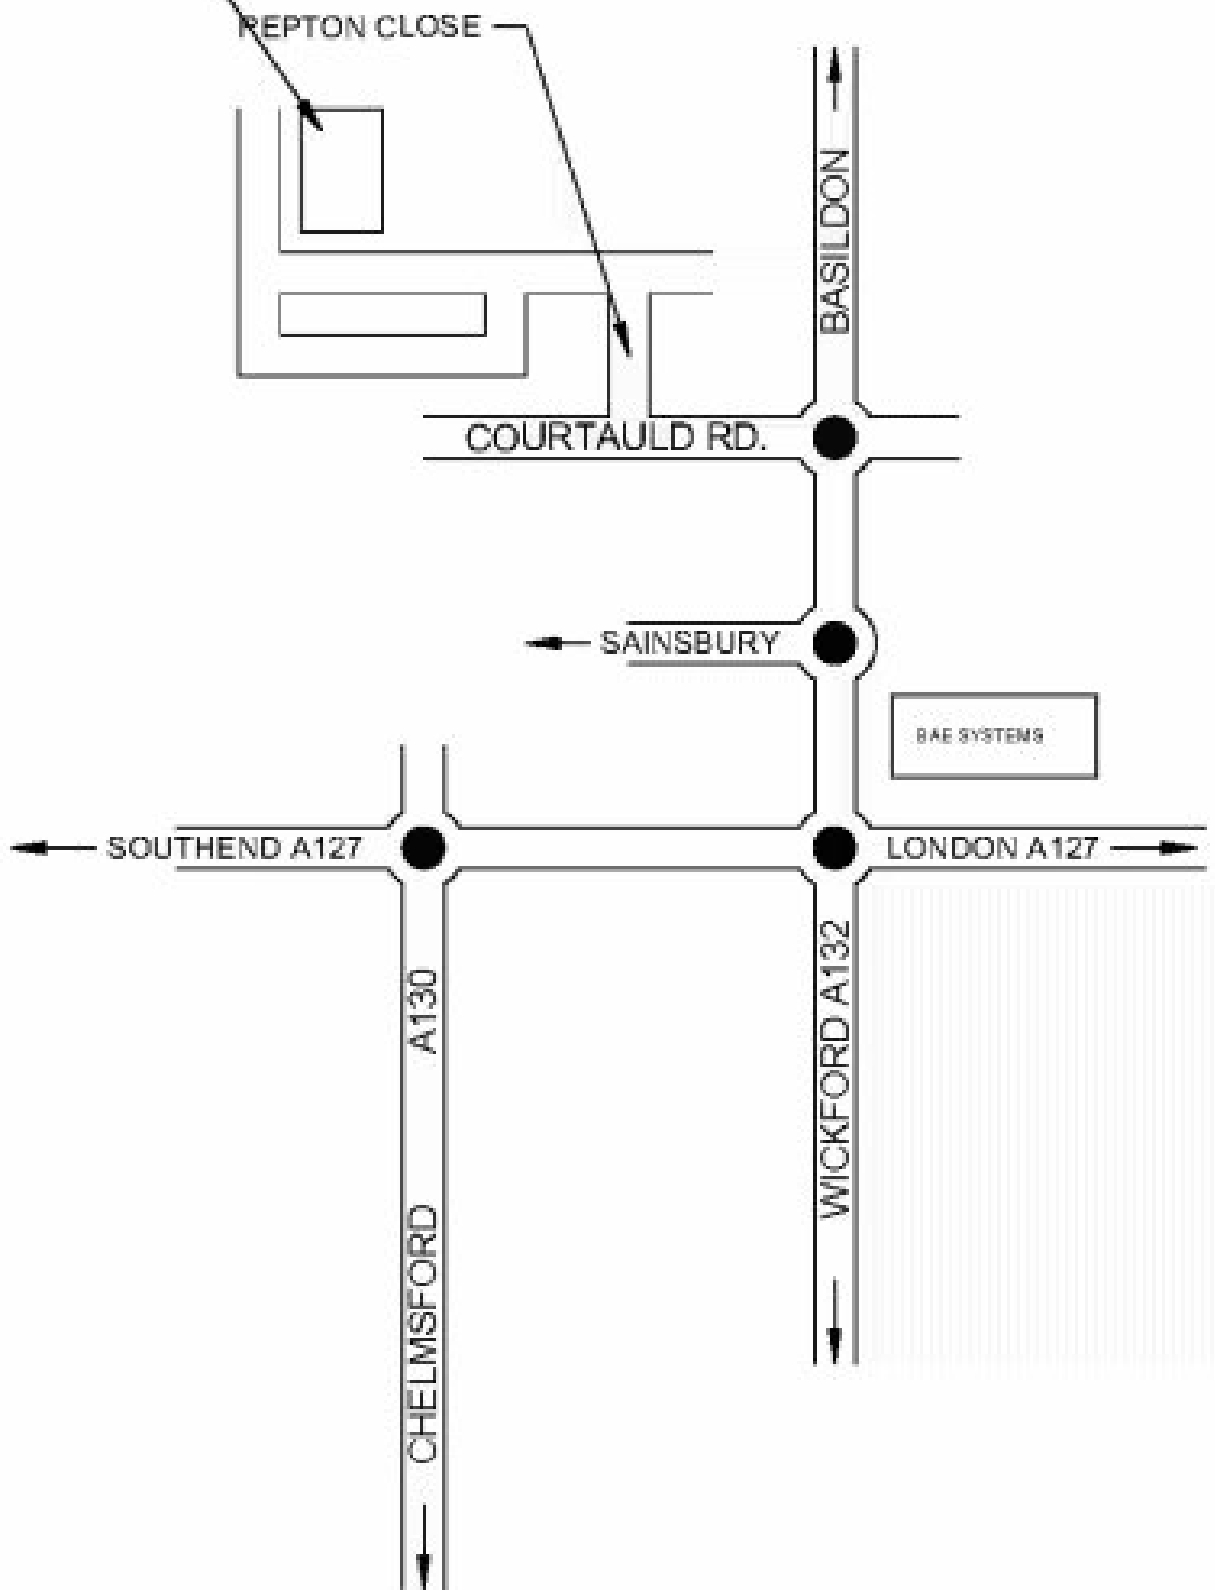 REPTON CLOSE
BASILDON
COURTAULD RD.
SAINSBURY
BAE SYSTEMS
SOUTHEND A127
LONDON A127
WICKFORD A132
A130
CHELMSFORD